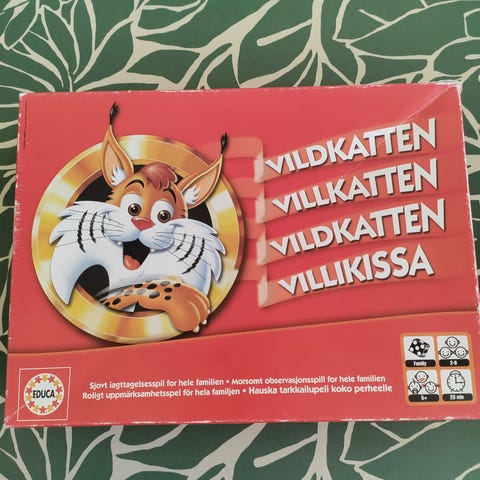 VILDKATTEN
VILLKATTEN
VILDKATTEN
VILLIKISSA
Sjovt iagttagelsesspil for hele familien • Morsomt observasjonsspill for hele familien
Roligt uppmärksamhetsspel för hela familjen • Hauska tarkkailupeli koko perheelle
EDUCA
Family
2-6
5+
20 min